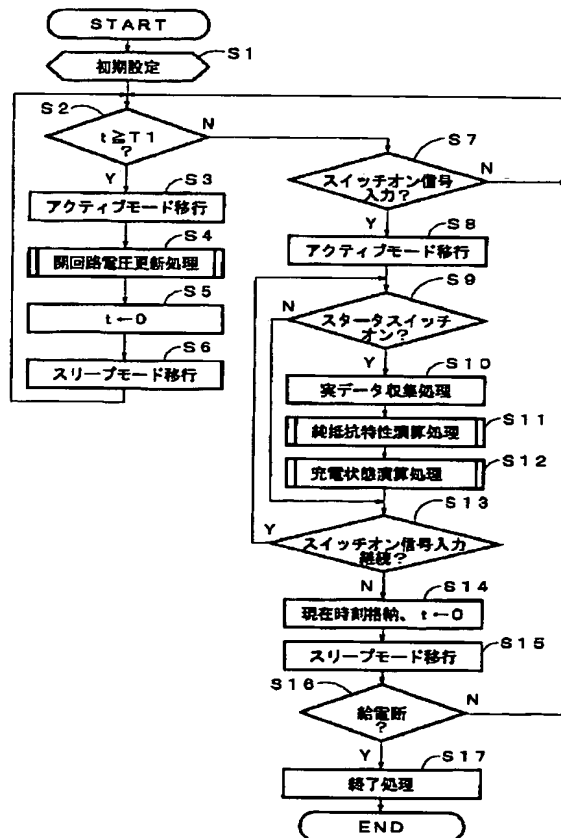 START
S1
初期設定
S2
t≧T1
?
N
Y
S3
アクティブモード移行
S4
開回路電圧更新処理
S5
t←0
S6
スリープモード移行
S7
スイッチオン信号
入力?
N
Y
S8
アクティブモード移行
S9
N
スタータスイッチ
オン?
Y
S10
実データ収集処理
S11
純抵抗特性演算処理
S12
充電状態演算処理
S13
Y
スイッチオン信号入力
継続?
N
S14
現在時刻格納、t←0
S15
スリープモード移行
S16
給電断
?
N
Y
S17
終了処理
END